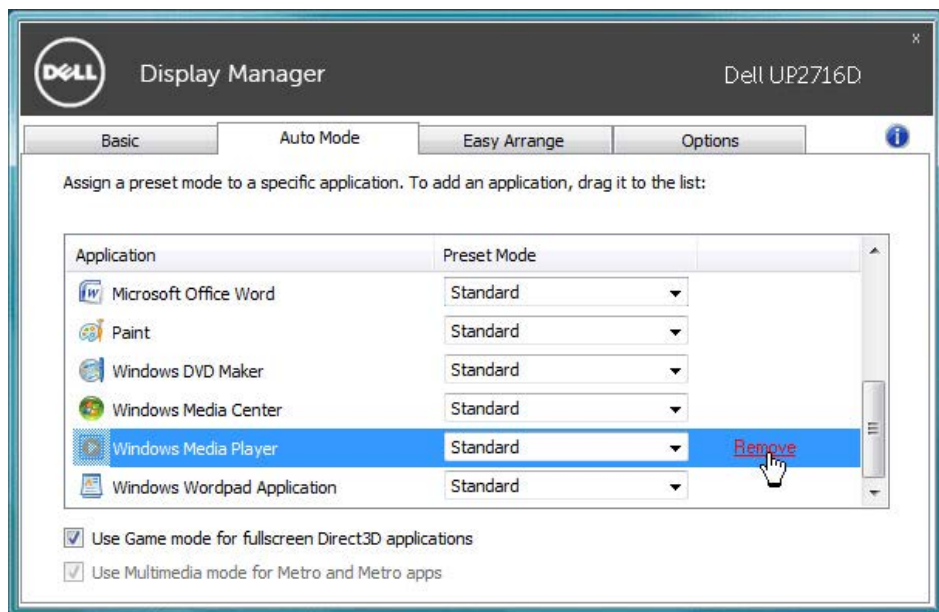 DELL Display Manager Dell UP2716D X
Basic Auto Mode Easy Arrange Options i
Assign a preset mode to a specific application. To add an application, drag it to the list:
Application Preset Mode
Microsoft Office Word Standard
Paint Standard
Windows DVD Maker Standard
Windows Media Center Standard
Windows Media Player Standard Remove
Windows Wordpad Application Standard
Use Game mode for fullscreen Direct3D applications
Use Multimedia mode for Metro and Metro apps